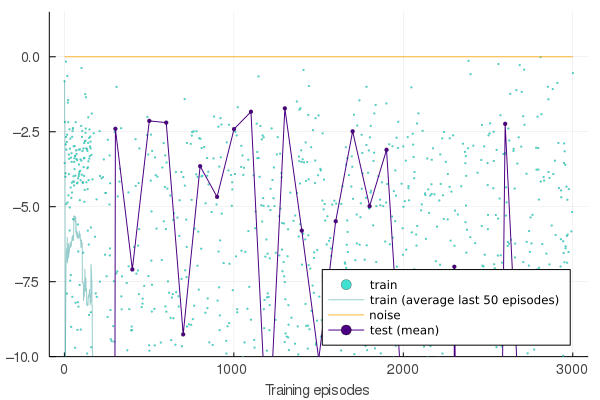 0.0
−2.5
−5.0
−7.5
−10.0
train
train (average last 50 episodes)
noise
test (mean)
0
1000
2000
3000
Training episodes